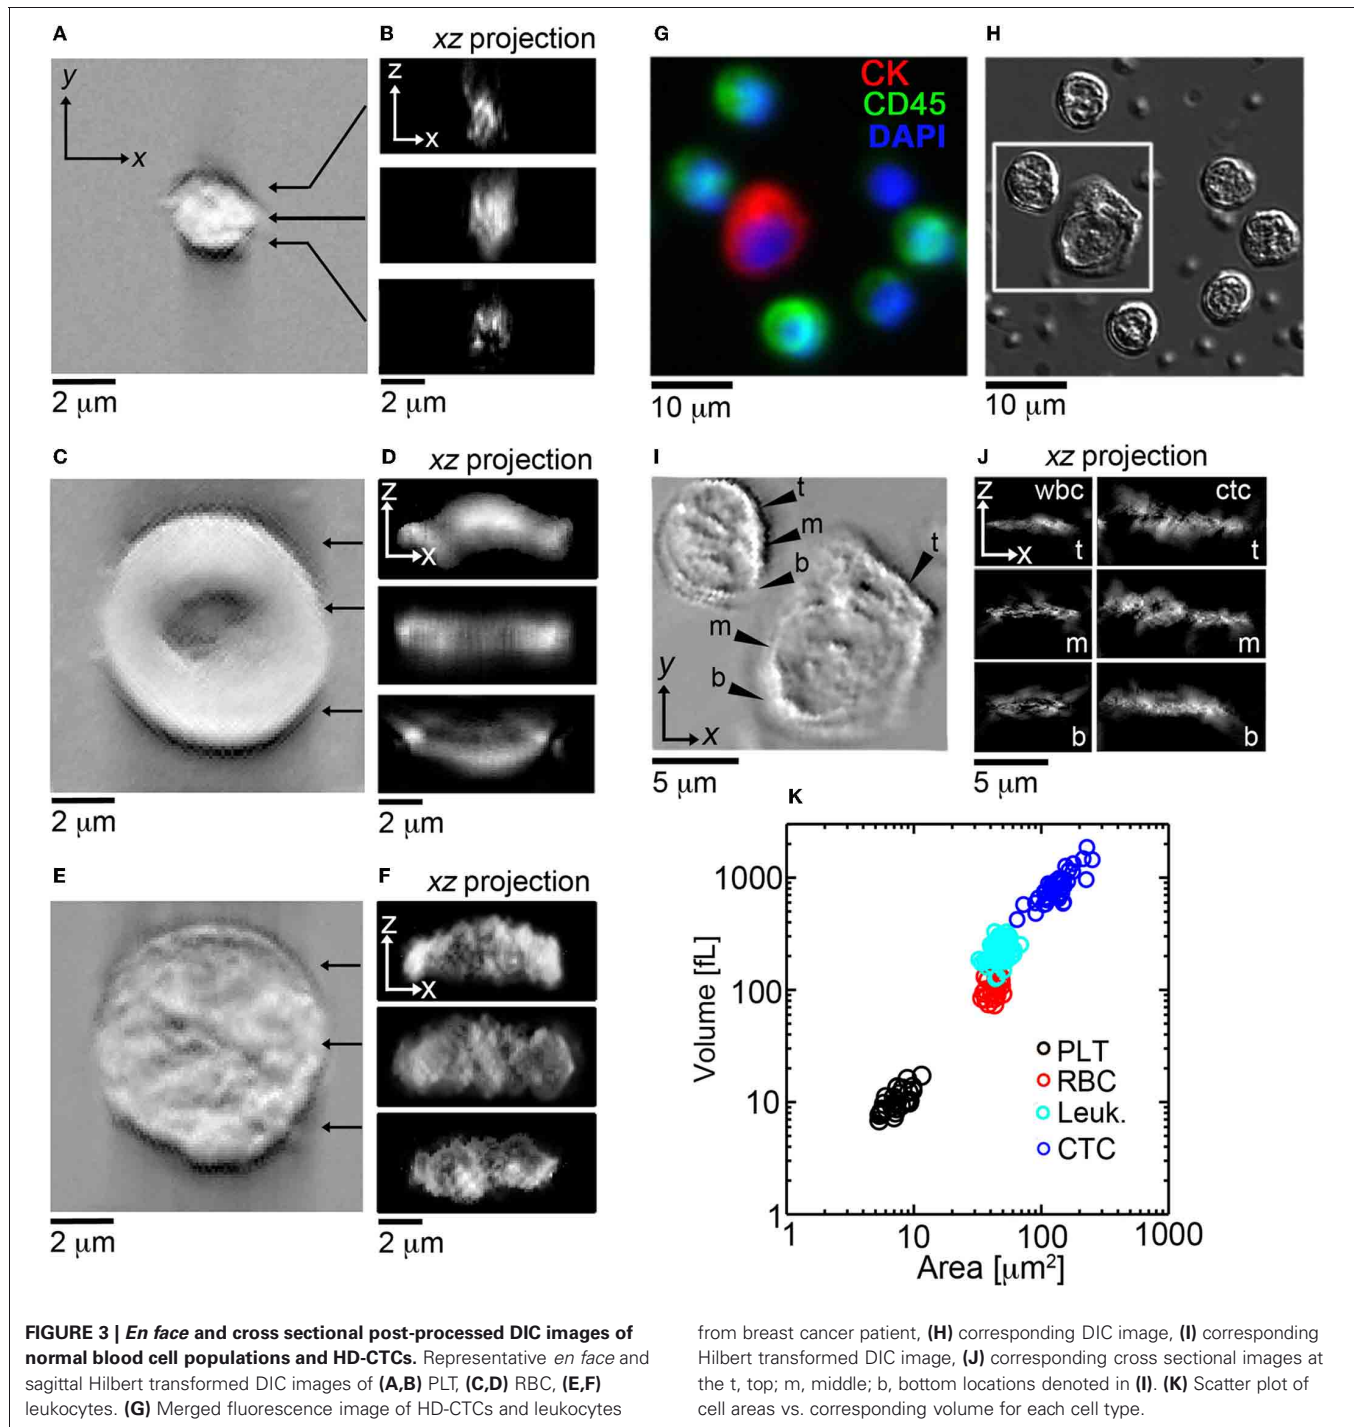 A
B
xz projection
y
x
z
x
2 μm
2 μm
G
H
CK
CD45
DAPI
10 μm
10 μm
C
D
xz projection
z
x
2 μm
2 μm
I
J
xz projection
t
m
b
t
m
b
y
x
z
x
wbc
ctc
t
t
m
m
b
b
5 μm
5 μm
E
F
xz projection
z
x
2 μm
2 μm
K
Volume [fL]
1000
100
10
1
PLT
RBC
Leuk.
CTC
1
10
100
1000
Area [μm²]
FIGURE 3 | En face and cross sectional post-processed DIC images of
normal blood cell populations and HD-CTCs. Representative en face and
sagittal Hilbert transformed DIC images of (A,B) PLT, (C,D) RBC, (E,F)
leukocytes. (G) Merged fluorescence image of HD-CTCs and leukocytes
from breast cancer patient, (H) corresponding DIC image, (I) corresponding
Hilbert transformed DIC image, (J) corresponding cross sectional images at
the t, top; m, middle; b, bottom locations denoted in (I). (K) Scatter plot of
cell areas vs. corresponding volume for each cell type.